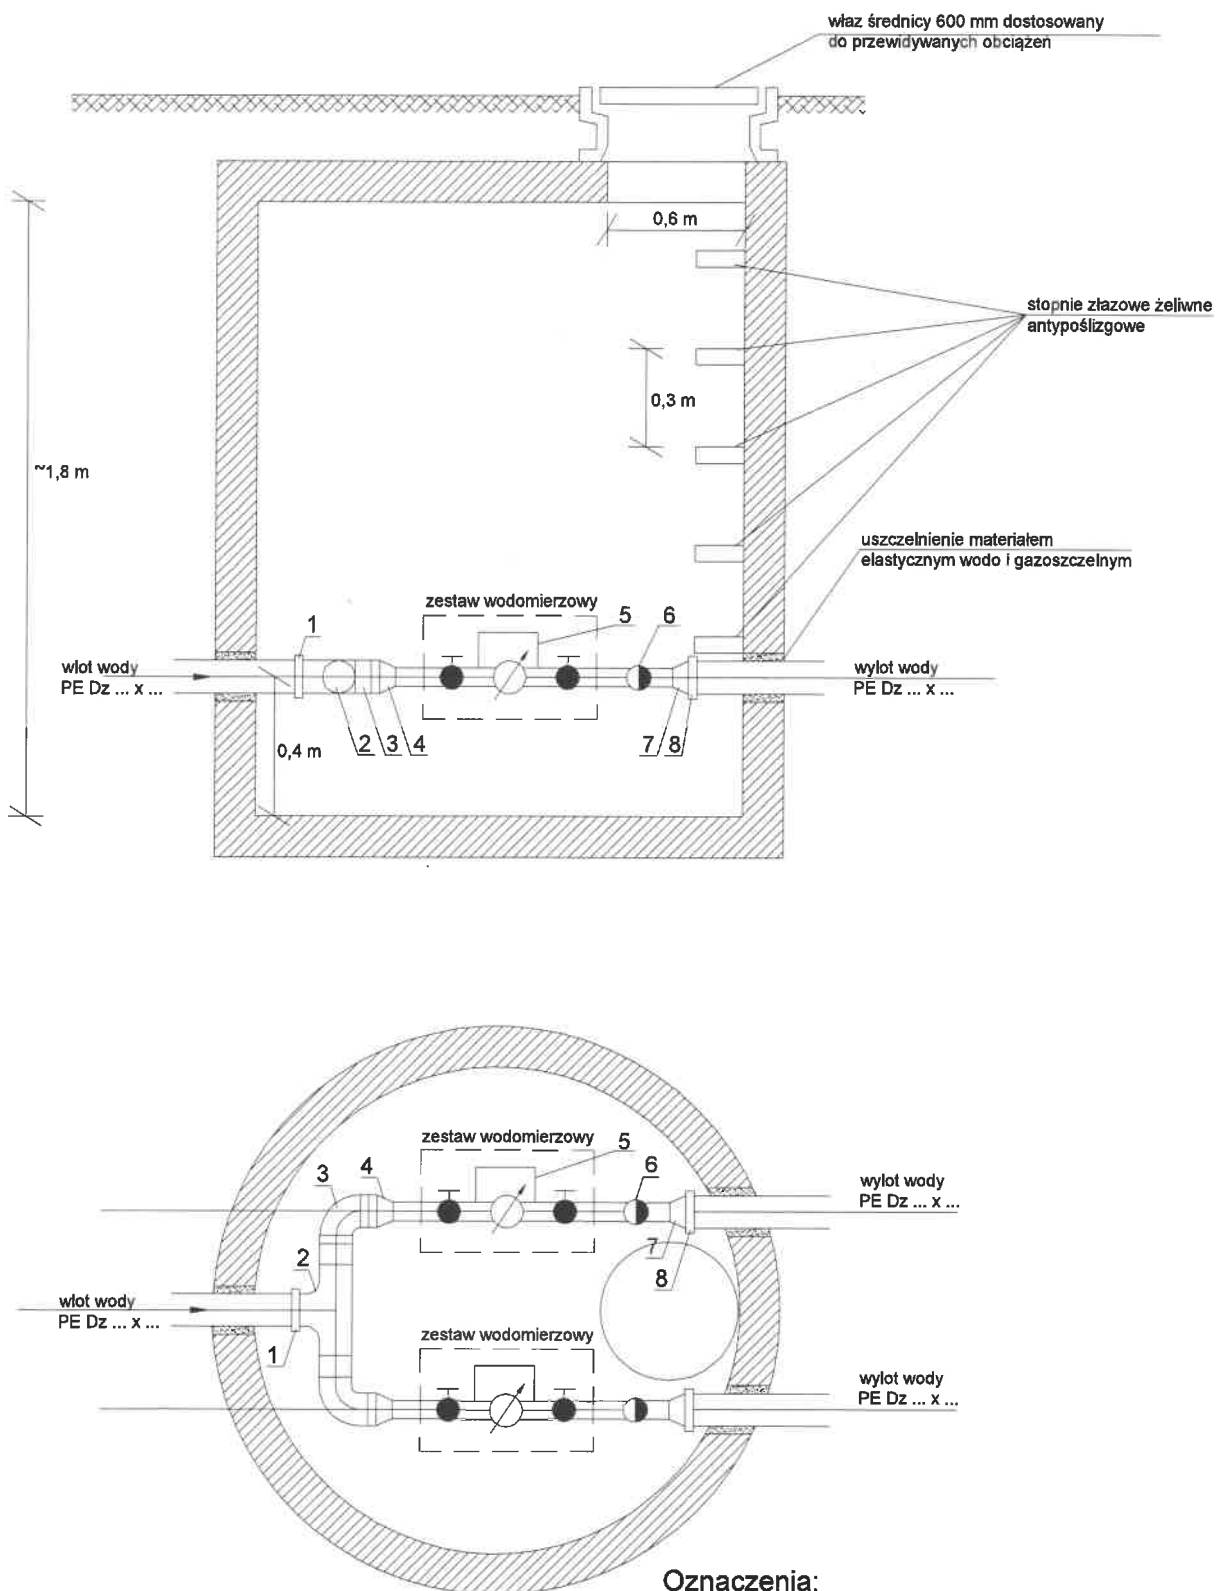 właz średnicy 600 mm dostosowany
do przewidywanych obciążeń
0,6 m
stopnie złazowe żeliwne
antypoślizgowe
0,3 m
~1,8 m
uszczelnienie materiałem
elastycznym wodo i gazoszczelnym
zestaw wodomierzowy
1
5
6
wlot wody
PE Dz ... x ...
wylot wody
PE Dz ... x ...
2
3
4
7
8
0,4 m
zestaw wodomierzowy
3
4
5
6
wylot wody
PE Dz ... x ...
2
7
8
wlot wody
PE Dz ... x ...
1
zestaw wodomierzowy
wylot wody
PE Dz ... x ...
Oznaczenia: